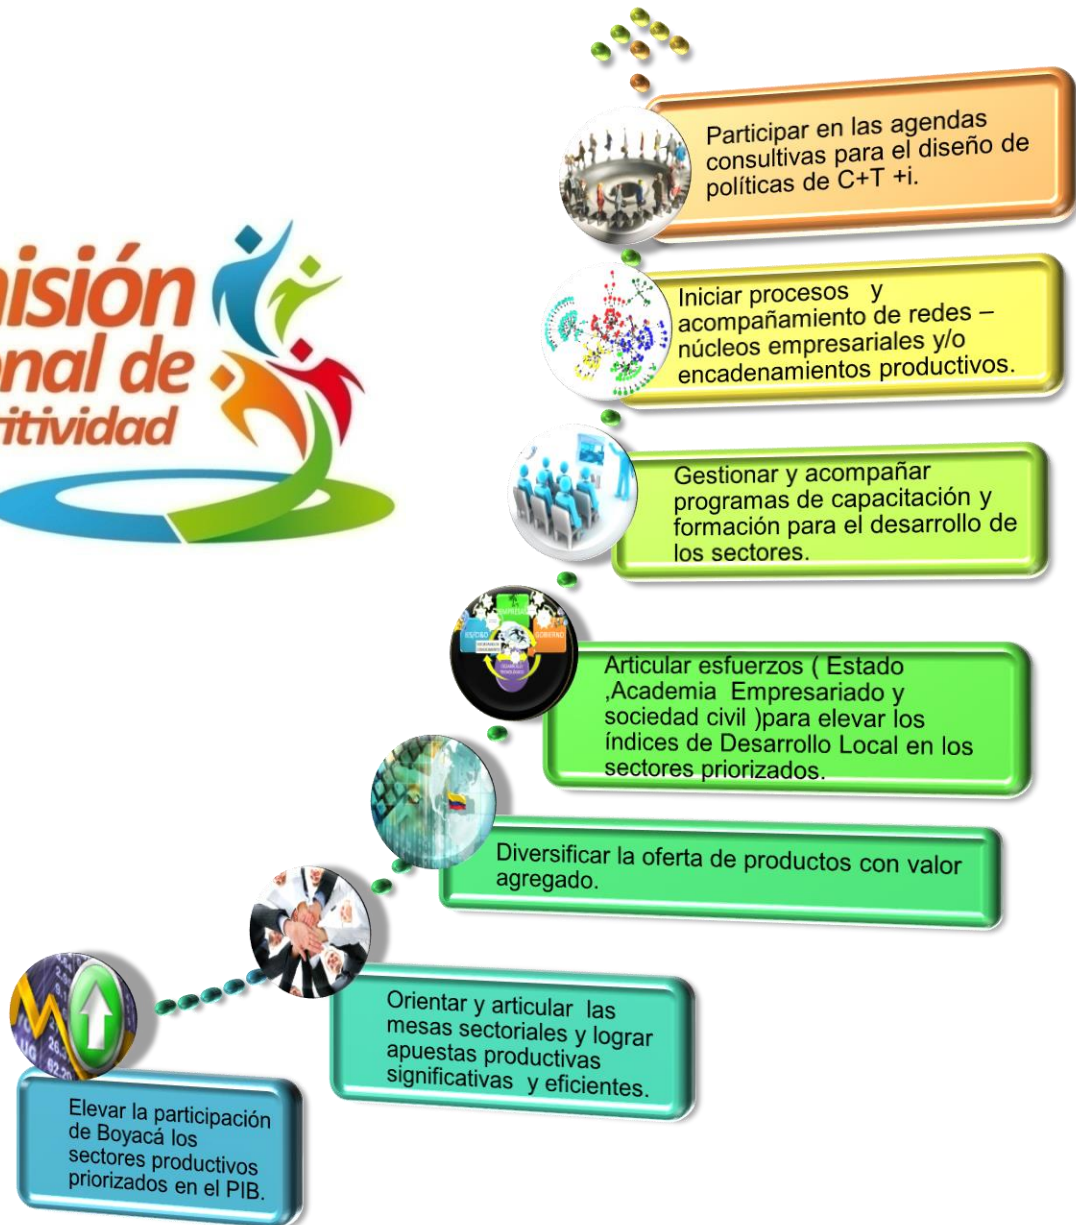 Participar en las agendas
consultivas para el diseño de
políticas de C+T +i.
misión
onal de
ritividad
Iniciar procesos y
acompañamiento de redes –
núcleos empresariales y/o
encadenamientos productivos.
Gestionar y acompañar
programas de capacitación y
formación para el desarrollo de
los sectores.
GOBIERNO
Articular esfuerzos ( Estado
,Academia Empresariado y
sociedad civil )para elevar los
índices de Desarrollo Local en los
sectores priorizados.
Diversificar la oferta de productos con valor
agregado.
Orientar y articular las
mesas sectoriales y lograr
apuestas productivas
significativas y eficientes.
Elevar la participación
de Boyacá los
sectores productivos
priorizados en el PIB.